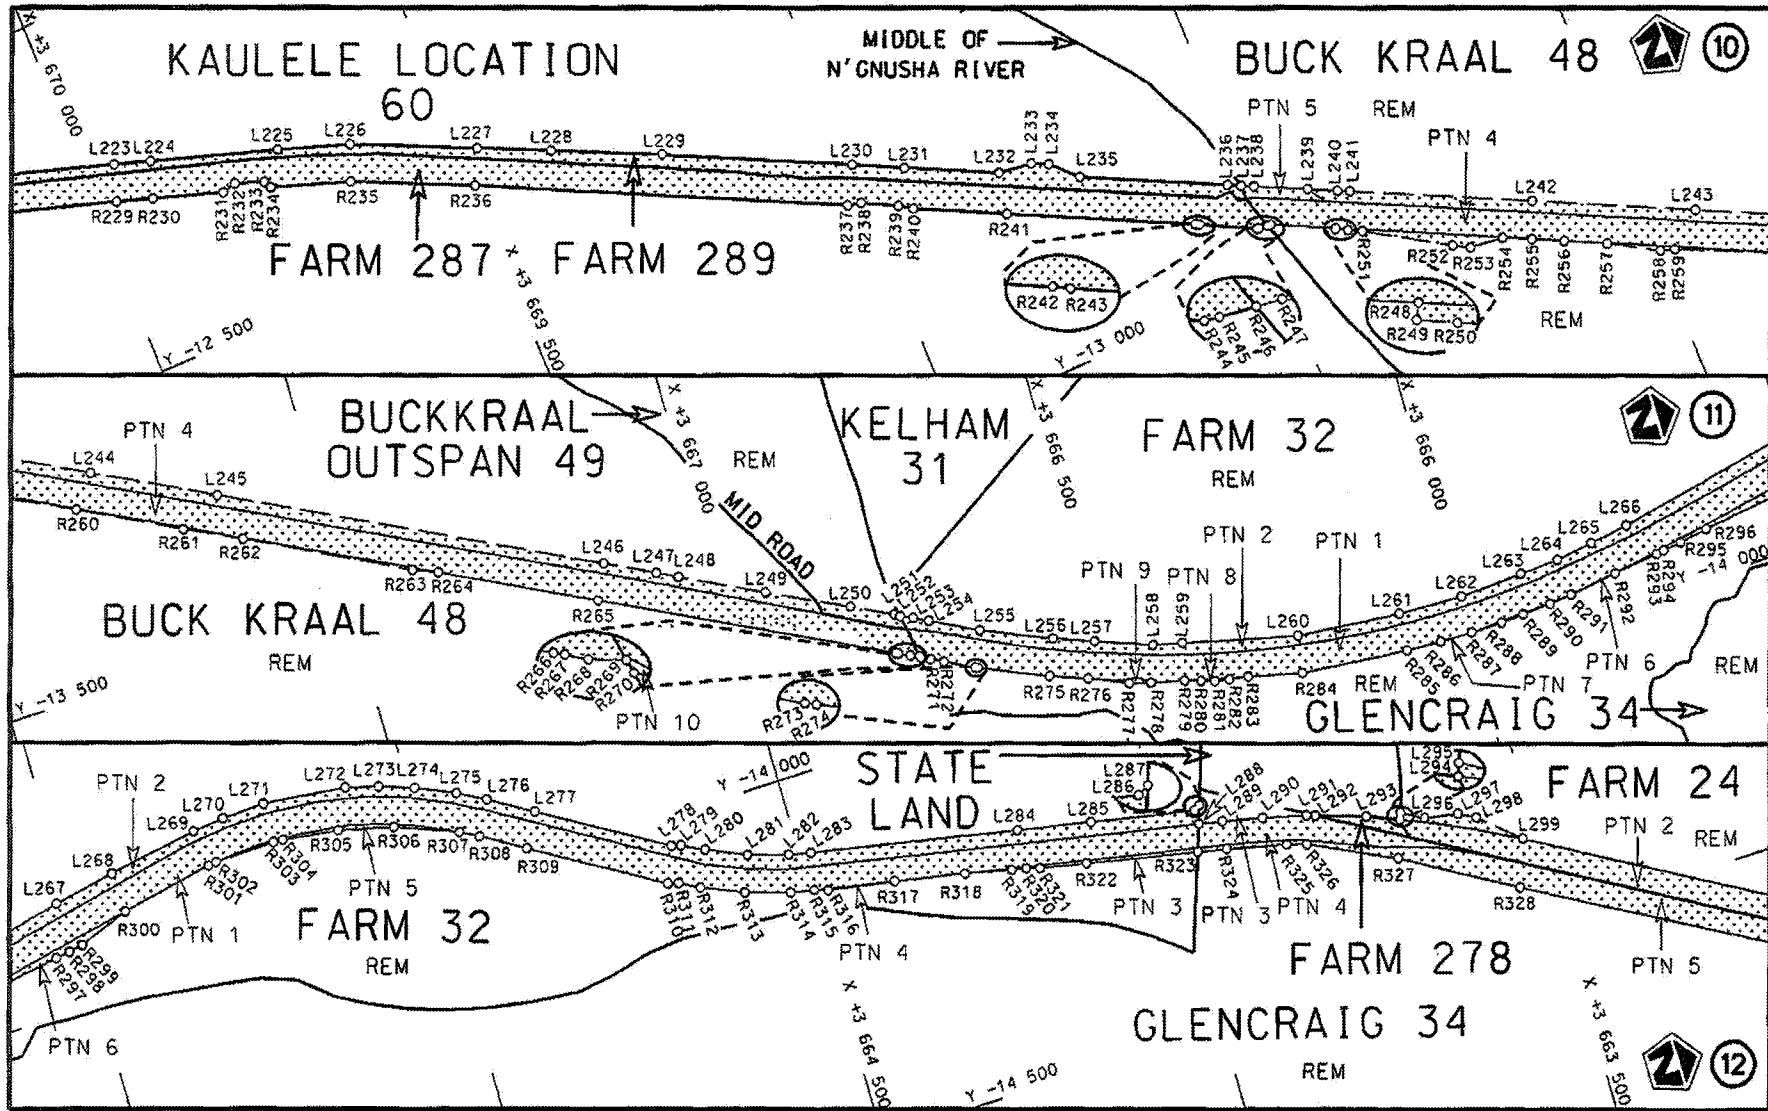 KAULELE LOCATION
60
MIDDLE OF
N'GNUSHA RIVER
BUCK KRAAL 48
10
PTN 5
REM
PTN 4
X +3 670 000
L223
L224
L225
L226
L227
L228
L229
L230
L231
L232
L233
L234
L235
L236
L237
L238
L239
L240
L241
L242
L243
R229
R230
R231
R232
R233
R234
R235
R236
R237
R238
R239
R240
R241
R242
R243
R244
R245
R246
R247
R248
R249
R250
R251
R252
R253
R254
R255
R256
R257
R258
R259
FARM 287
FARM 289
X +3 669 500
Y -12 500
Y -13 000
REM
BUCKKRAAL
OUTSPAN 49
PTN 4
REM
KELHAM
31
FARM 32
REM
11
X +3 667 000
X +3 666 500
X +3 666 000
MID ROAD
L244
L245
L246
L247
L248
L249
L250
L251
L252
L253
L254
L255
L256
L257
L258
L259
L260
L261
L262
L263
L264
L265
L266
PTN 9
PTN 8
PTN 2
PTN 1
R260
R261
R262
R263
R264
R265
R266
R267
R268
R269
R270
R271
R272
R273
R274
R275
R276
R277
R278
R279
R280
R281
R282
R283
R284
R285
R286
R287
R288
R289
R290
R291
R292
R293
R294
R295
R296
Y -14 000
BUCK KRAAL 48
REM
PTN 10
Y -13 500
PTN 6
PTN 7
REM
REM
GLENCRAIG 34
PTN 2
Y -14 000
STATE
LAND
FARM 24
REM
PTN 2
L267
L268
L269
L270
L271
L272
L273
L274
L275
L276
L277
L278
L279
L280
L281
L282
L283
L284
L285
L286
L287
L288
L289
L290
L291
L292
L293
L294
L295
L296
L297
L298
L299
R297
R298
R299
R300
R301
R302
R303
R304
R305
R306
R307
R308
R309
R310
R311
R312
R313
R314
R315
R316
R317
R318
R319
R320
R321
R322
R323
R324
R325
R326
R327
R328
PTN 5
PTN 1
FARM 32
REM
PTN 6
PTN 4
PTN 3
PTN 3
PTN 4
FARM 278
PTN 5
X +3 664 500
Y -14 500
X +3 663 500
GLENCRAIG 34
REM
12